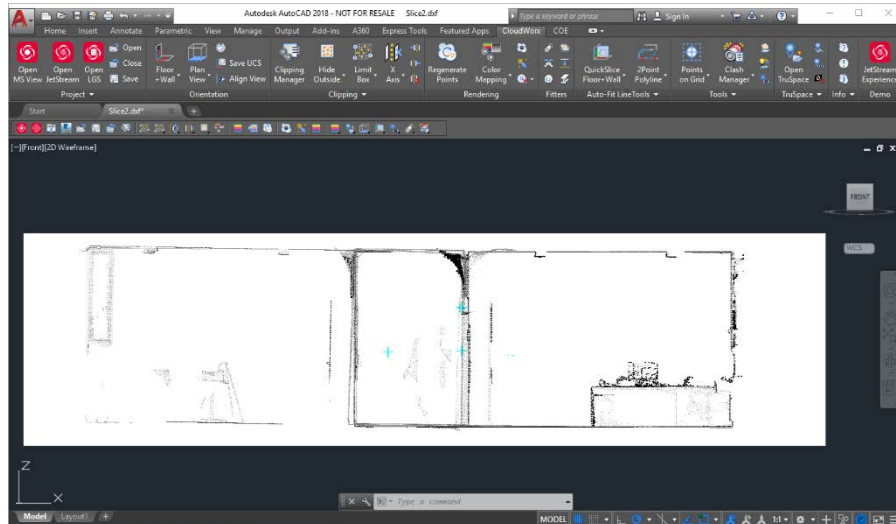 Autodesk AutoCAD 2018 - NOT FOR RESALE Slice2.dxf
Type a keyword or phrase
Sign In
Home Insert Annotate Parametric View Manage Output Add-ins A360 Express Tools Featured Apps CloudWorx COE
Open MS View
Open JetStream
Open LGS
Open
Close
Save
Project
Floor +Wall
Plan View
Save UCS
Align View
Orientation
Clipping Manager
Hide Outside
Limit Box
X Axis
Clipping
Regenerate Points
Color Mapping
Rendering
Fitters
QuickSlice Floor+Wall
2Point Polyline
Auto-Fit LineTools
Points on Grid
Clash Manager
Tools
Open TruSpace
TruSpace
Info
JetStream Experience
Demo
Start Slice2.dxf*
[−][Front][2D Wireframe]
FRONT
WCS
Z
X
Type a command
Model Layout1 +
MODEL 1:1